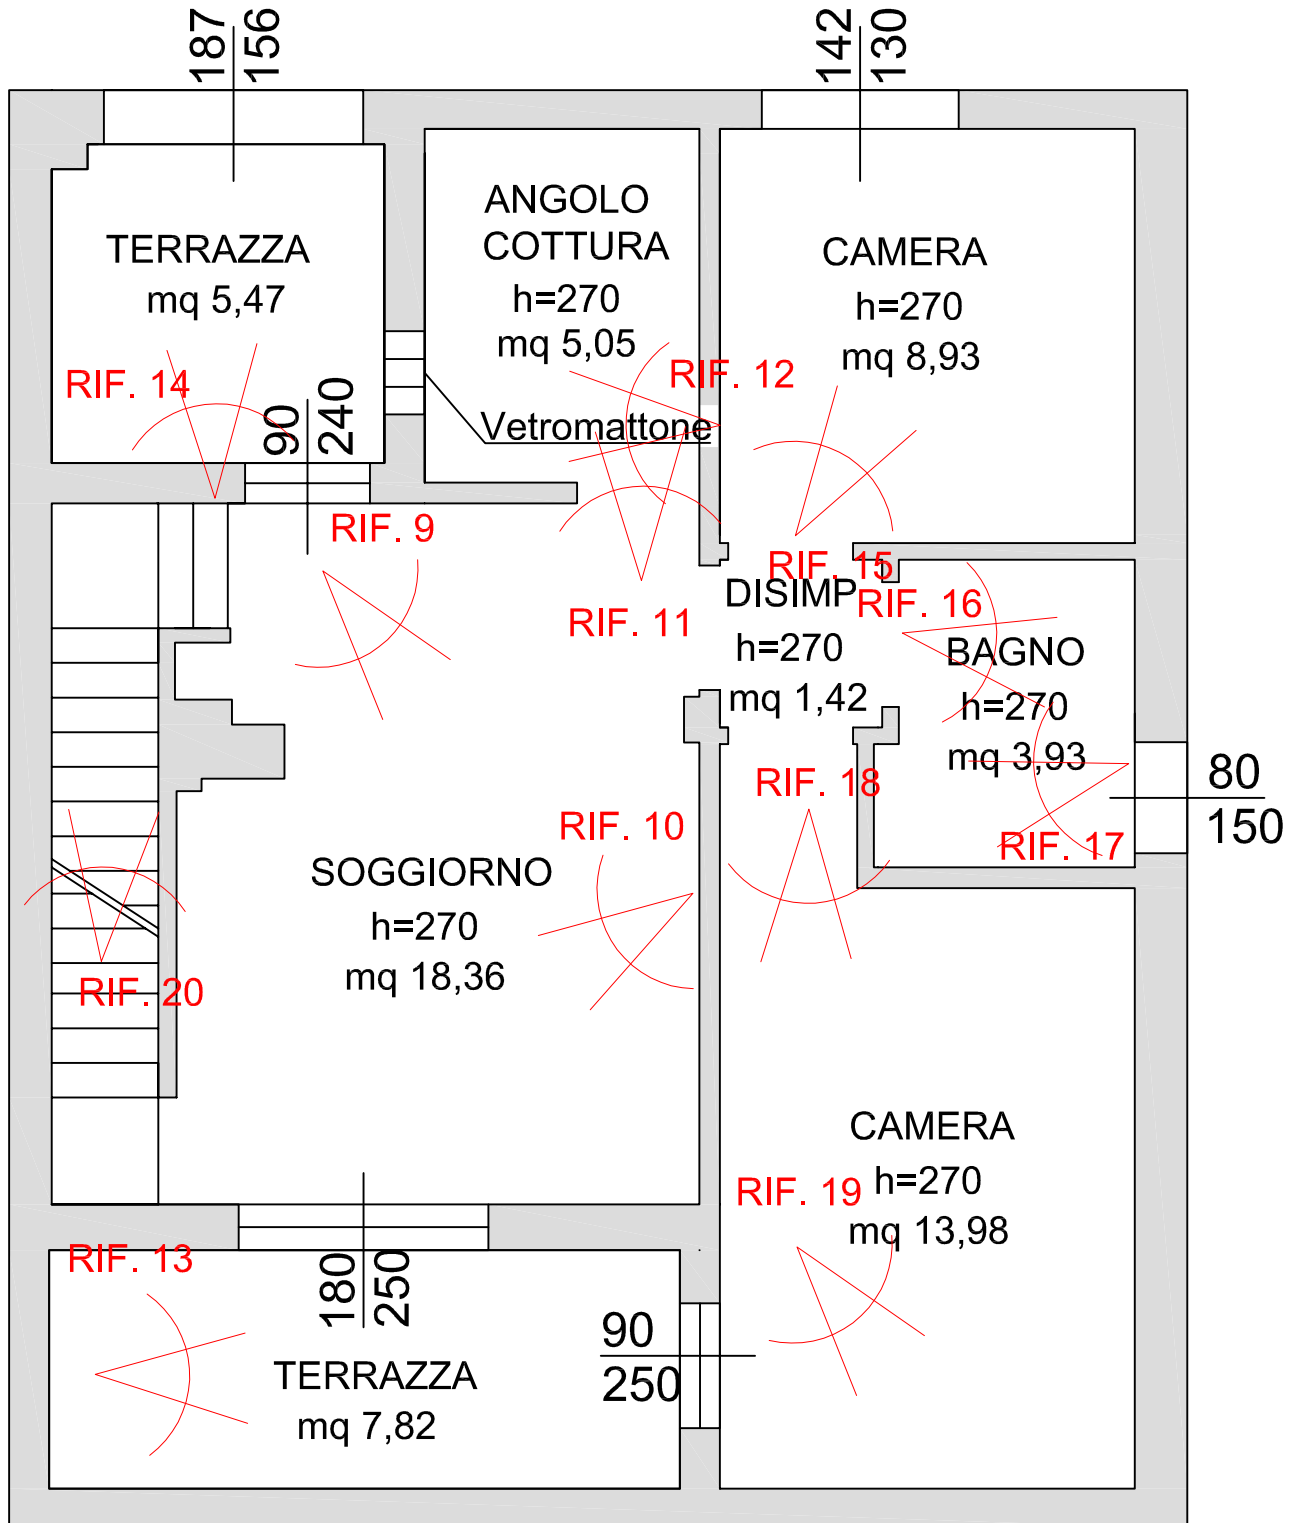 187
156
142
130
TERRAZZA
mq 5,47
ANGOLO
COTTURA
h=270
mq 5,05
CAMERA
h=270
mq 8,93
RIF. 14
RIF. 12
90
240
Vetromattone
RIF. 9
RIF. 11
RIF. 15
DISIMP
h=270
mq 1,42
RIF. 16
BAGNO
h=270
mq 3,93
80
150
RIF. 18
RIF. 17
RIF. 10
SOGGIORNO
h=270
mq 18,36
RIF. 20
CAMERA
h=270
mq 13,98
RIF. 19
RIF. 13
180
250
90
250
TERRAZZA
mq 7,82